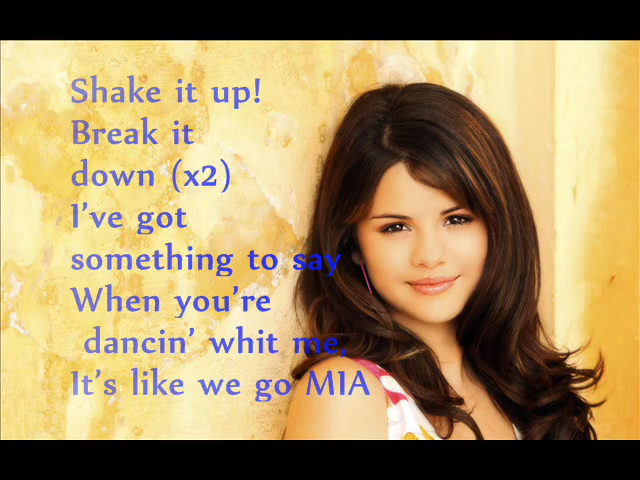 Shake it up!
Break it
down (x2)
I've got
something to say
When you're
dancin' whit me,
It's like we go MIA